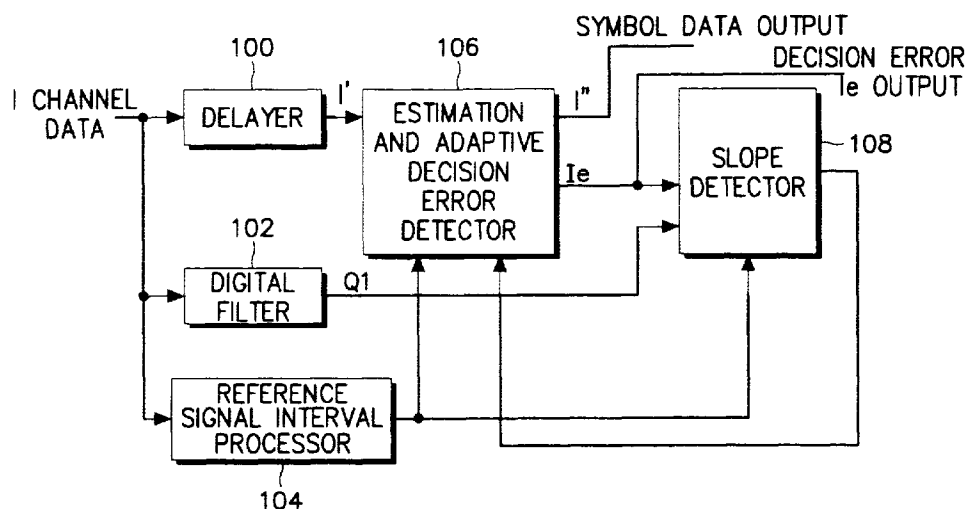 SYMBOL DATA OUTPUT
100
106
DECISION ERROR
Ie OUTPUT
I CHANNEL
DATA
DELAYER
I'
ESTIMATION
AND ADAPTIVE
DECISION
ERROR
DETECTOR
I"
Ie
SLOPE
DETECTOR
108
102
DIGITAL
FILTER
Q1
REFERENCE
SIGNAL INTERVAL
PROCESSOR
104